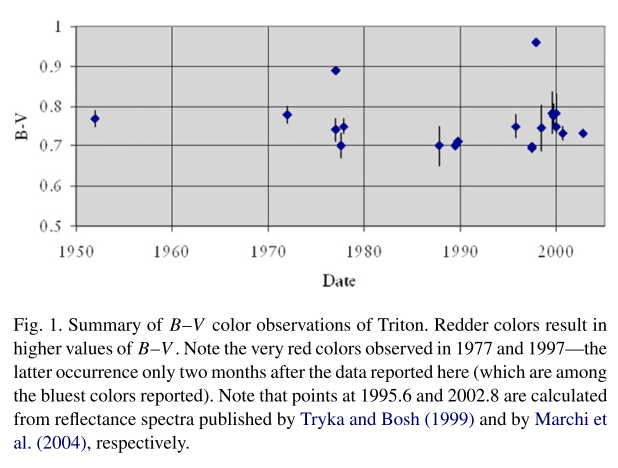 1
0.9
0.8
0.7
0.6
0.5
B-V
1950 1960 1970 1980 1990 2000
Date
Fig. 1. Summary of B–V color observations of Triton. Redder colors result in
higher values of B–V. Note the very red colors observed in 1977 and 1997—the
latter occurrence only two months after the data reported here (which are among
the bluest colors reported). Note that points at 1995.6 and 2002.8 are calculated
from reflectance spectra published by Tryka and Bosh (1999) and by Marchi et
al. (2004), respectively.